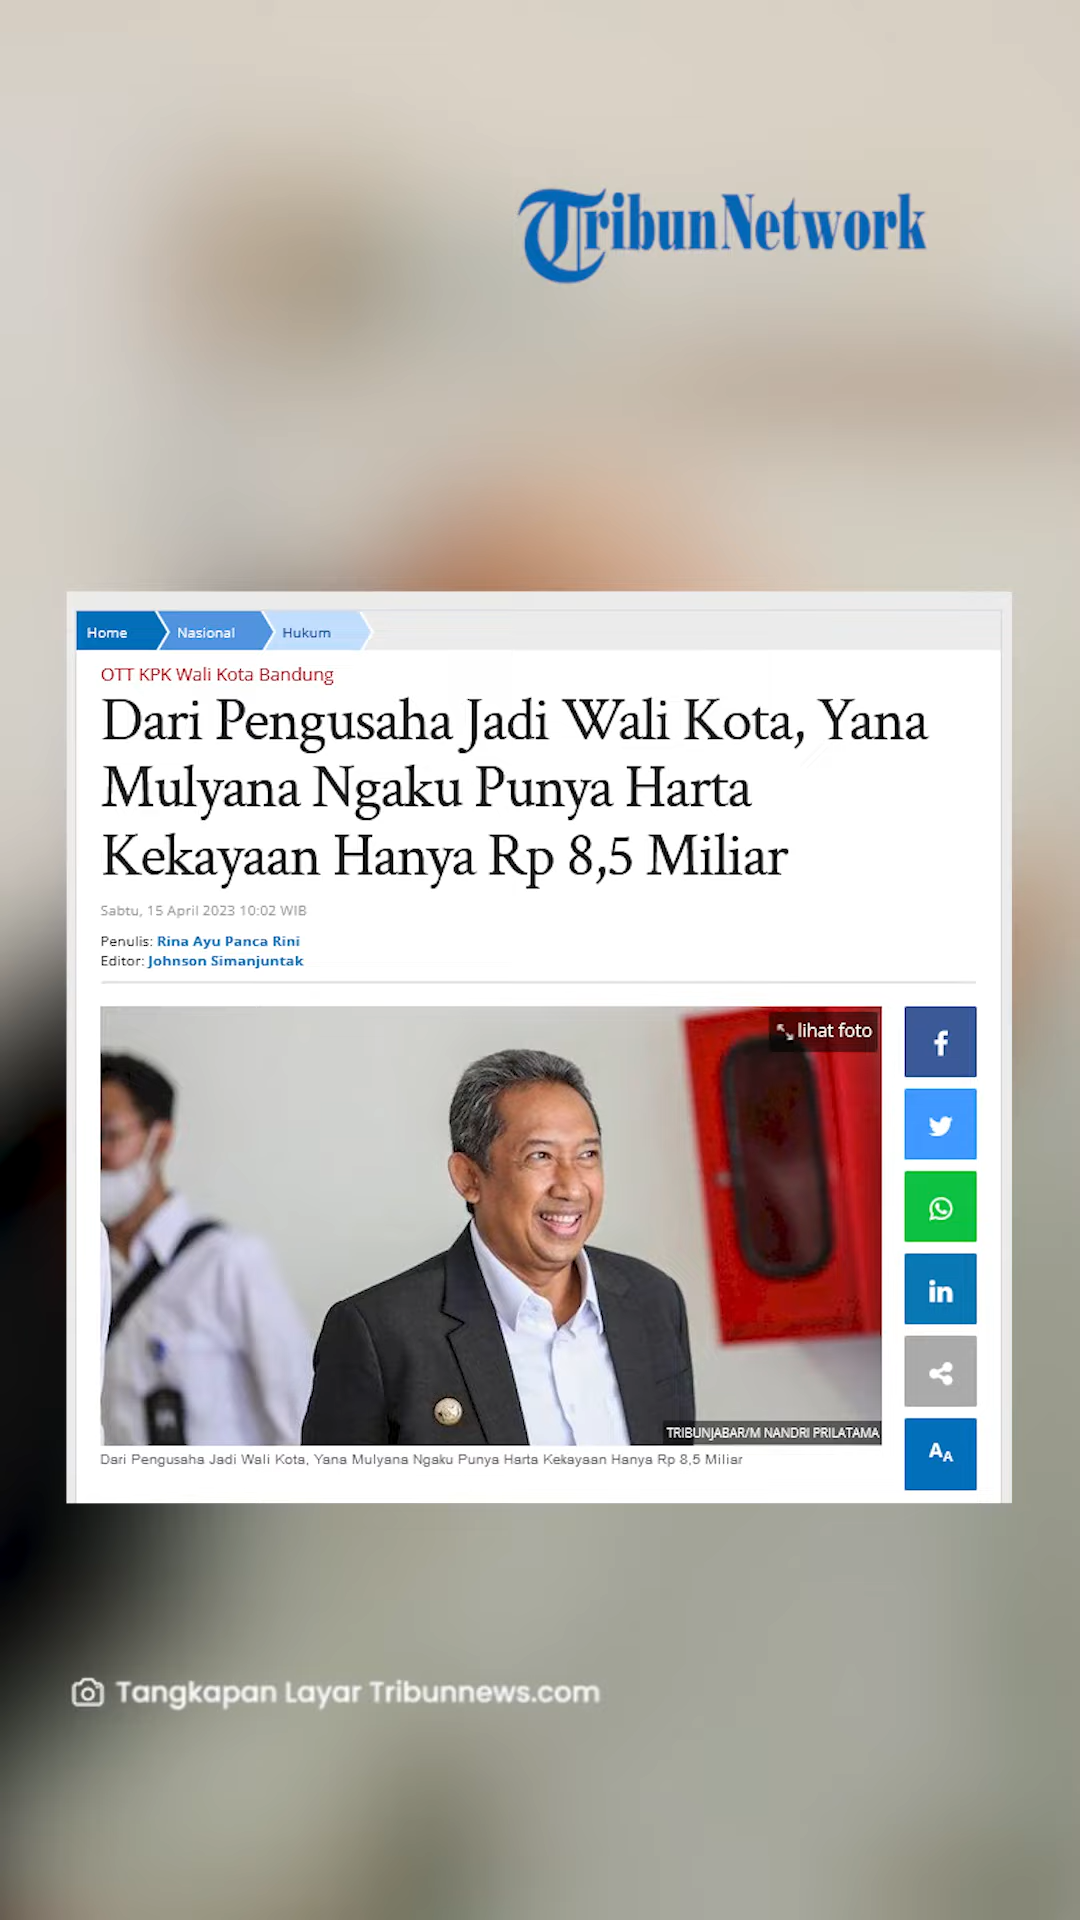 TribunNetwork
Home
Nasional
Hukum
OTT KPK Wali Kota Bandung
Dari Pengusaha Jadi Wali Kota, Yana
Mulyana Ngaku Punya Harta
Kekayaan Hanya Rp 8,5 Miliar
Sabtu, 15 April 2023 10:02 WIB
Penulis: Rina Ayu Panca Rini
Editor: Johnson Simanjuntak
lihat foto
TRIBUNJABAR/M NANDRI PRILATAMA
AA
Dari Pengusaha Jadi Wali Kota, Yana Mulyana Ngaku Punya Harta Kekayaan Hanya Rp 8,5 Miliar
Tangkapan Layar Tribunnews.com